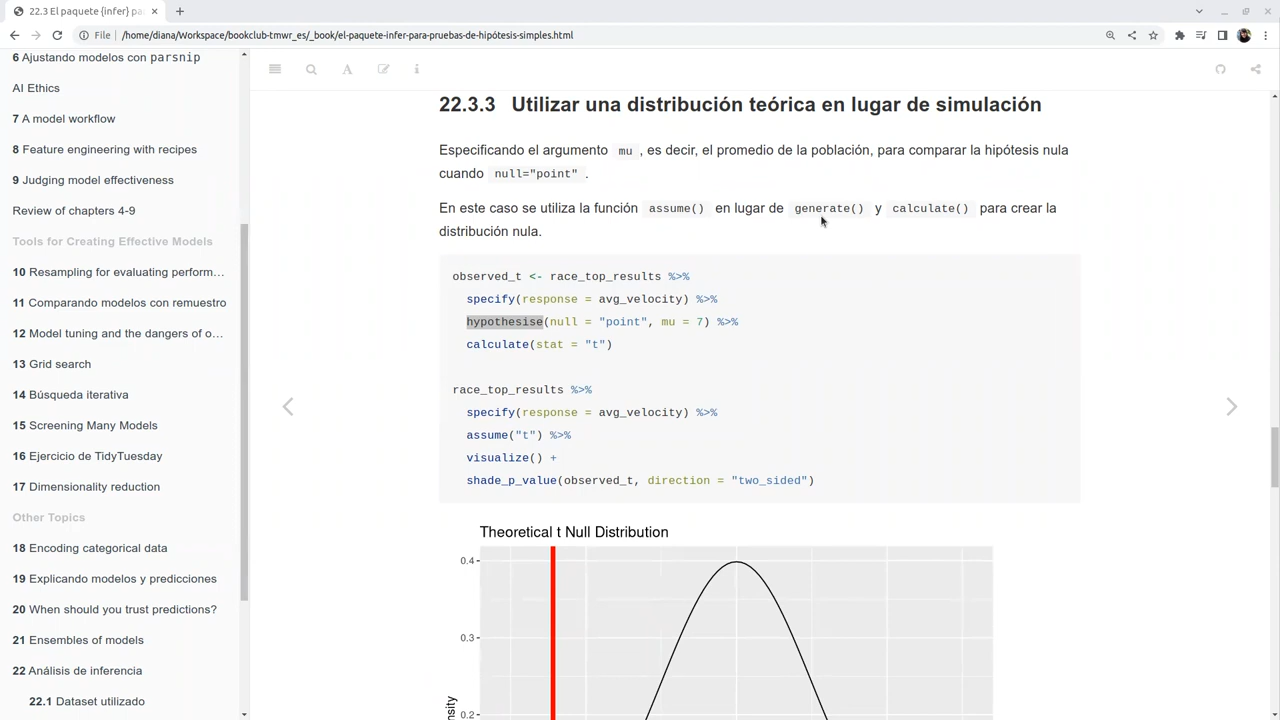 22.3 El paquete {infer} pa
File
/home/diana/Workspace/bookclub-tmwr_es/_book/el-paquete-infer-para-pruebas-de-hipótesis-simples.html
6 Ajustando modelos con parsnip
AI Ethics
7 A model workflow
8 Feature engineering with recipes
9 Judging model effectiveness
Review of chapters 4-9
Tools for Creating Effective Models
10 Resampling for evaluating perform…
11 Comparando modelos con remuestro
12 Model tuning and the dangers of o…
13 Grid search
14 Búsqueda iterativa
15 Screening Many Models
16 Ejercicio de TidyTuesday
17 Dimensionality reduction
Other Topics
18 Encoding categorical data
19 Explicando modelos y predicciones
20 When should you trust predictions?
21 Ensembles of models
22 Análisis de inferencia
22.1 Dataset utilizado
22.3.3 Utilizar una distribución teórica en lugar de simulación
Especificando el argumento mu , es decir, el promedio de la población, para comparar la hipótesis nula
cuando null="point" .
En este caso se utiliza la función assume() en lugar de generate() y calculate() para crear la
distribución nula.
observed_t <- race_top_results %>%
specify(response = avg_velocity) %>%
hypothesise(null = "point", mu = 7) %>%
calculate(stat = "t")
race_top_results %>%
specify(response = avg_velocity) %>%
assume("t") %>%
visualize() +
shade_p_value(observed_t, direction = "two_sided")
Theoretical t Null Distribution
0.4
0.3
0.2